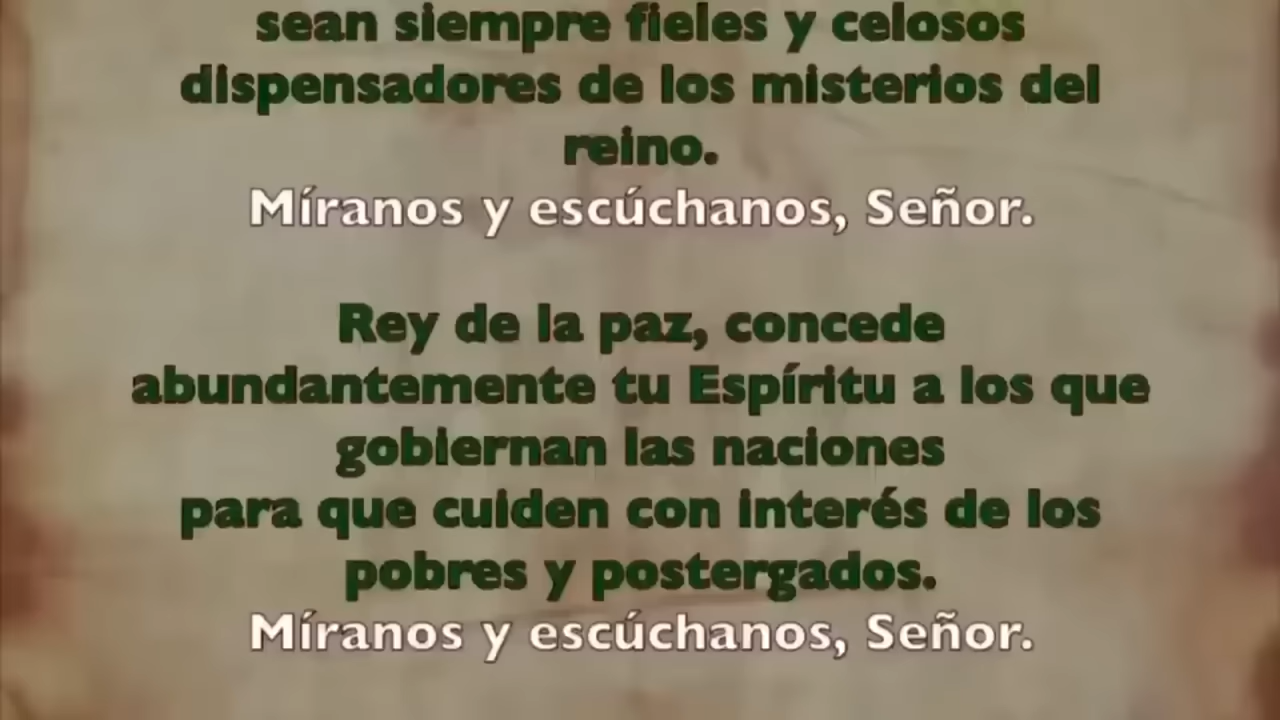 sean siempre fieles y celosos
dispensadores de los misterios del
reino.
Míranos y escúchanos, Señor.
Rey de la paz, concede
abundantemente tu Espíritu a los que
gobiernan las naciones
para que cuiden con interés de los
pobres y postergados.
Míranos y escúchanos, Señor.